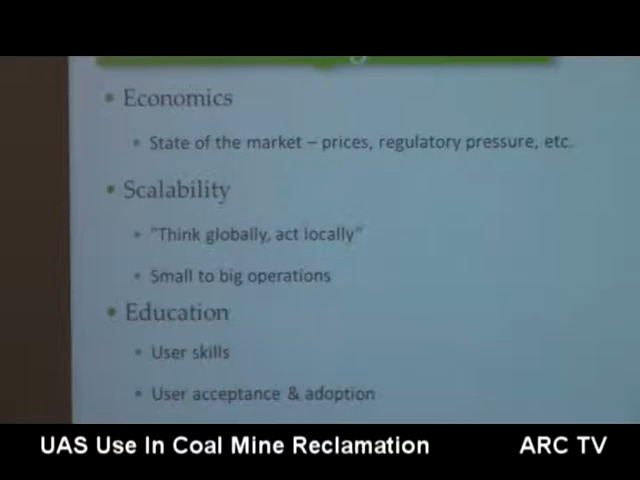 Economics
State of the market – prices, regulatory pressure, etc.
Scalability
"Think globally, act locally"
Small to big operations
Education
User skills
User acceptance & adoption
UAS Use In Coal Mine Reclamation ARC TV